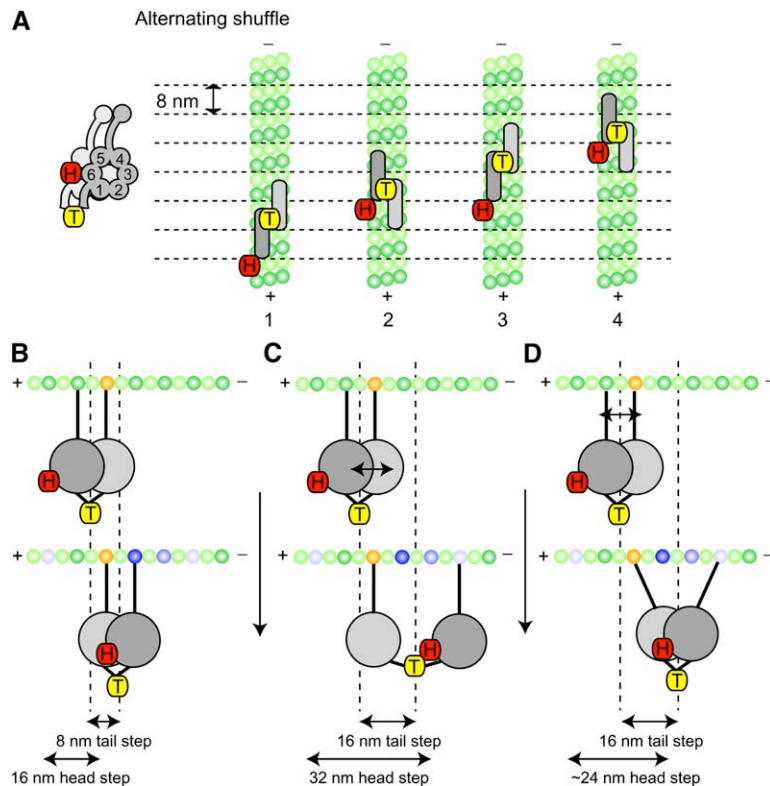 A
Alternating shuffle
− − − −
8 nm
H T 5 4 6 3 1 2
T H
T H
T H
T H
+ + + +
1 2 3 4
B C D
+ − + − + −
H H H
T T T
+ − + − + −
H H H
T T T
8 nm tail step 16 nm tail step 16 nm tail step
16 nm head step 32 nm head step ~24 nm head step